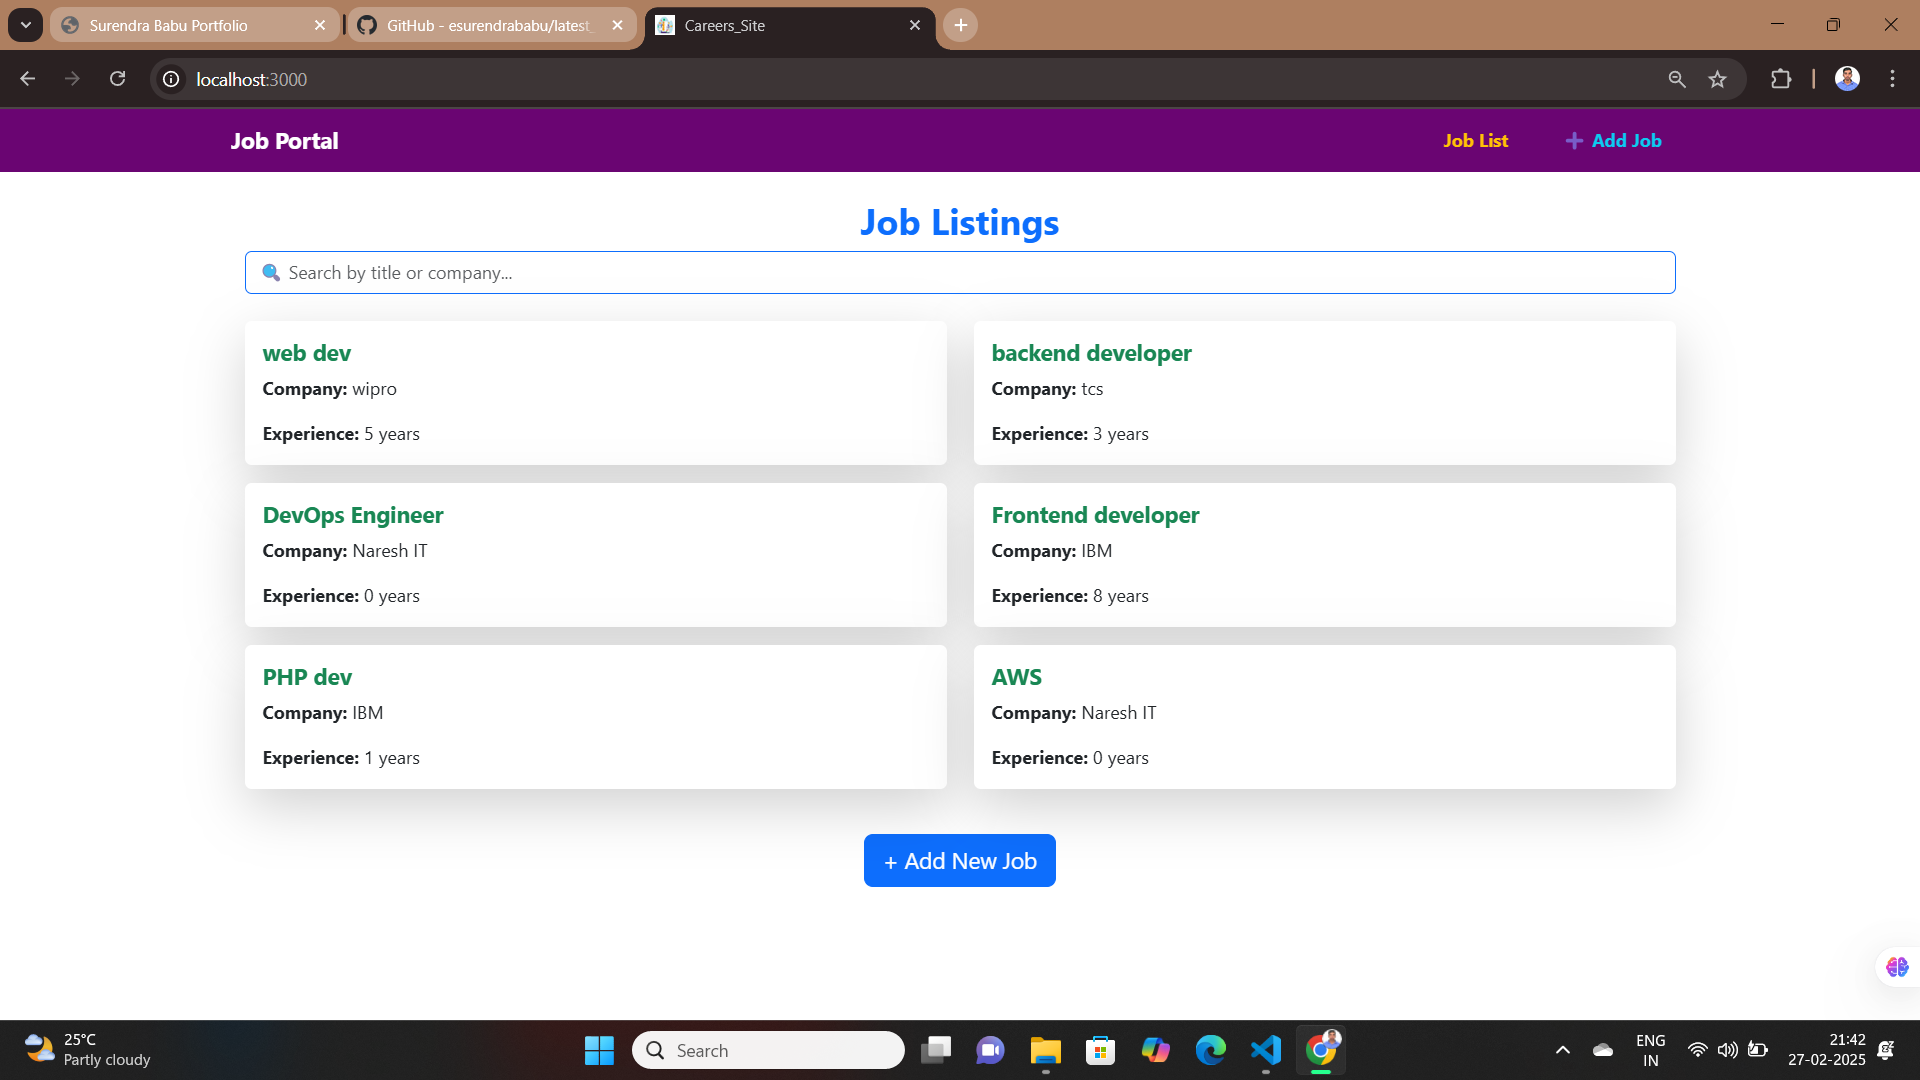 Surendra Babu Portfolio
GitHub - esurendrababu/latest_
Careers_Site
localhost:3000
Job Portal
Job List
Add Job
Job Listings
Search by title or company...
web dev
Company: wipro
Experience: 5 years
backend developer
Company: tcs
Experience: 3 years
DevOps Engineer
Company: Naresh IT
Experience: 0 years
Frontend developer
Company: IBM
Experience: 8 years
PHP dev
Company: IBM
Experience: 1 years
AWS
Company: Naresh IT
Experience: 0 years
+ Add New Job
25°C
Partly cloudy
Search
ENG
IN
21:42
27-02-2025